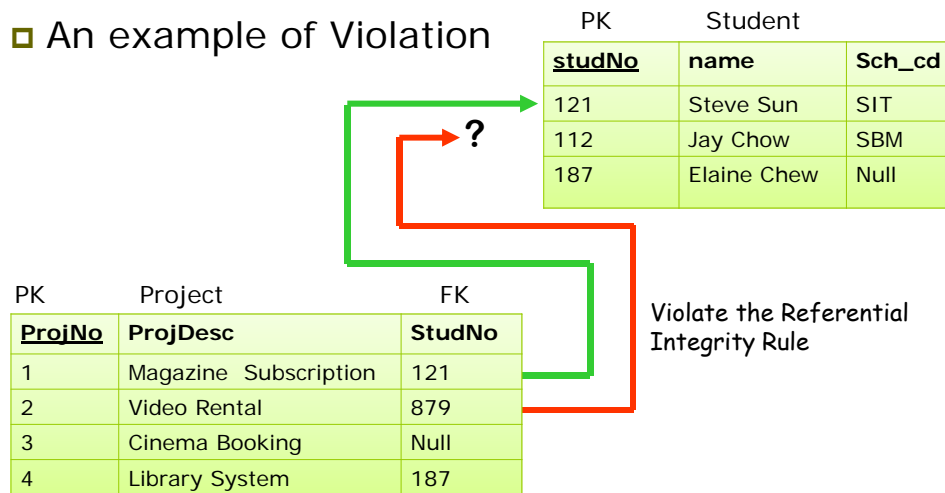 An example of Violation
PK Student
studNo name Sch_cd
121 Steve Sun SIT
112 Jay Chow SBM
187 Elaine Chew Null
?
Violate the Referential
Integrity Rule
PK Project FK
ProjNo ProjDesc StudNo
1 Magazine Subscription 121
2 Video Rental 879
3 Cinema Booking Null
4 Library System 187